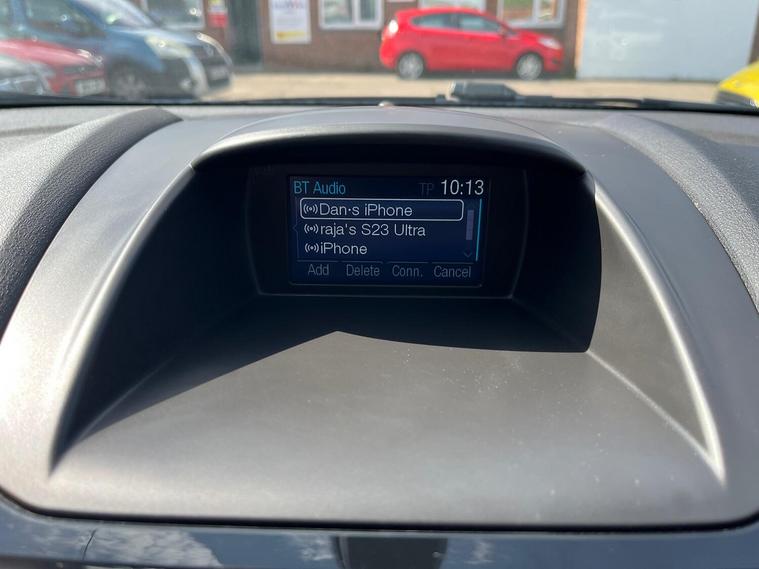 BT Audio TP 10:13
Dan·s iPhone
raja's S23 Ultra
iPhone
Add Delete Conn. Cancel